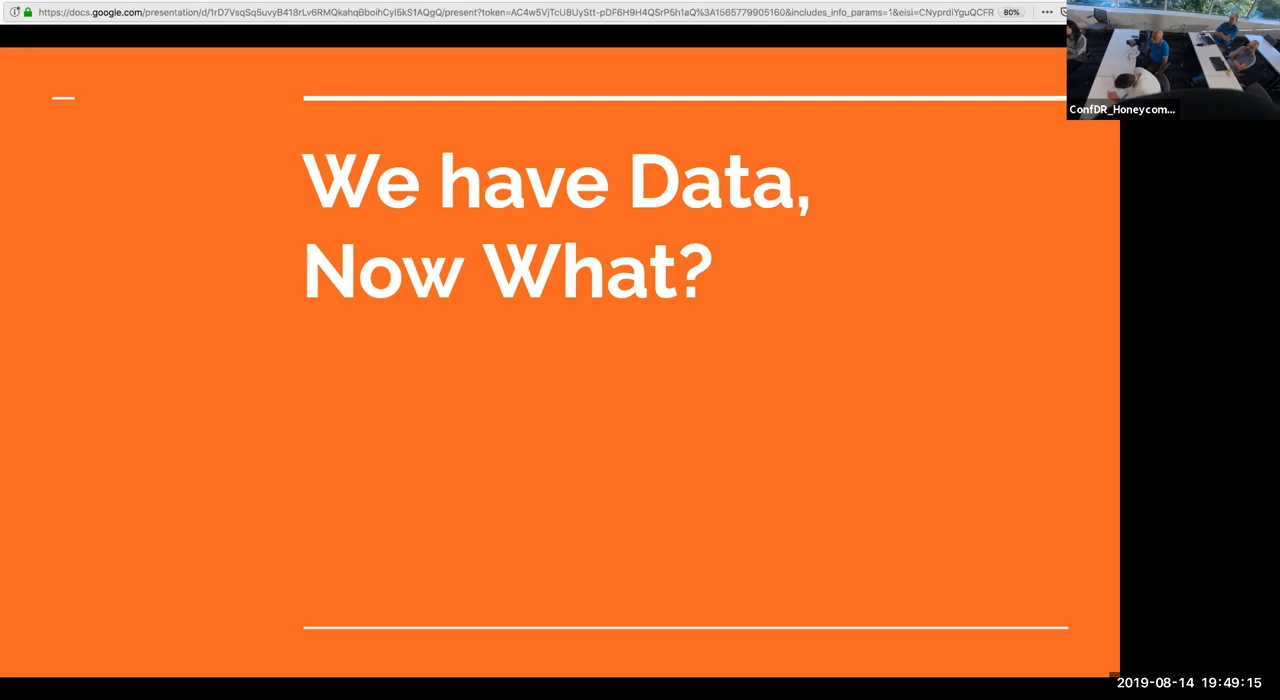 https://docs.google.com/presentation/d/1rD7VsqSq5uvyB418rLv6RMQkahqBboihCyl5kS1AQgQ/present?token=AC4w5VjTcU8UyStt-pDF6H9H4QSrP5h1aQ%3A1565779905160&includes_info_params=1&eisi=CNyprdiYguQCFR
80%
ConfDR_Honeycom...
We have Data,
Now What?
2019-08-14 19:49:15